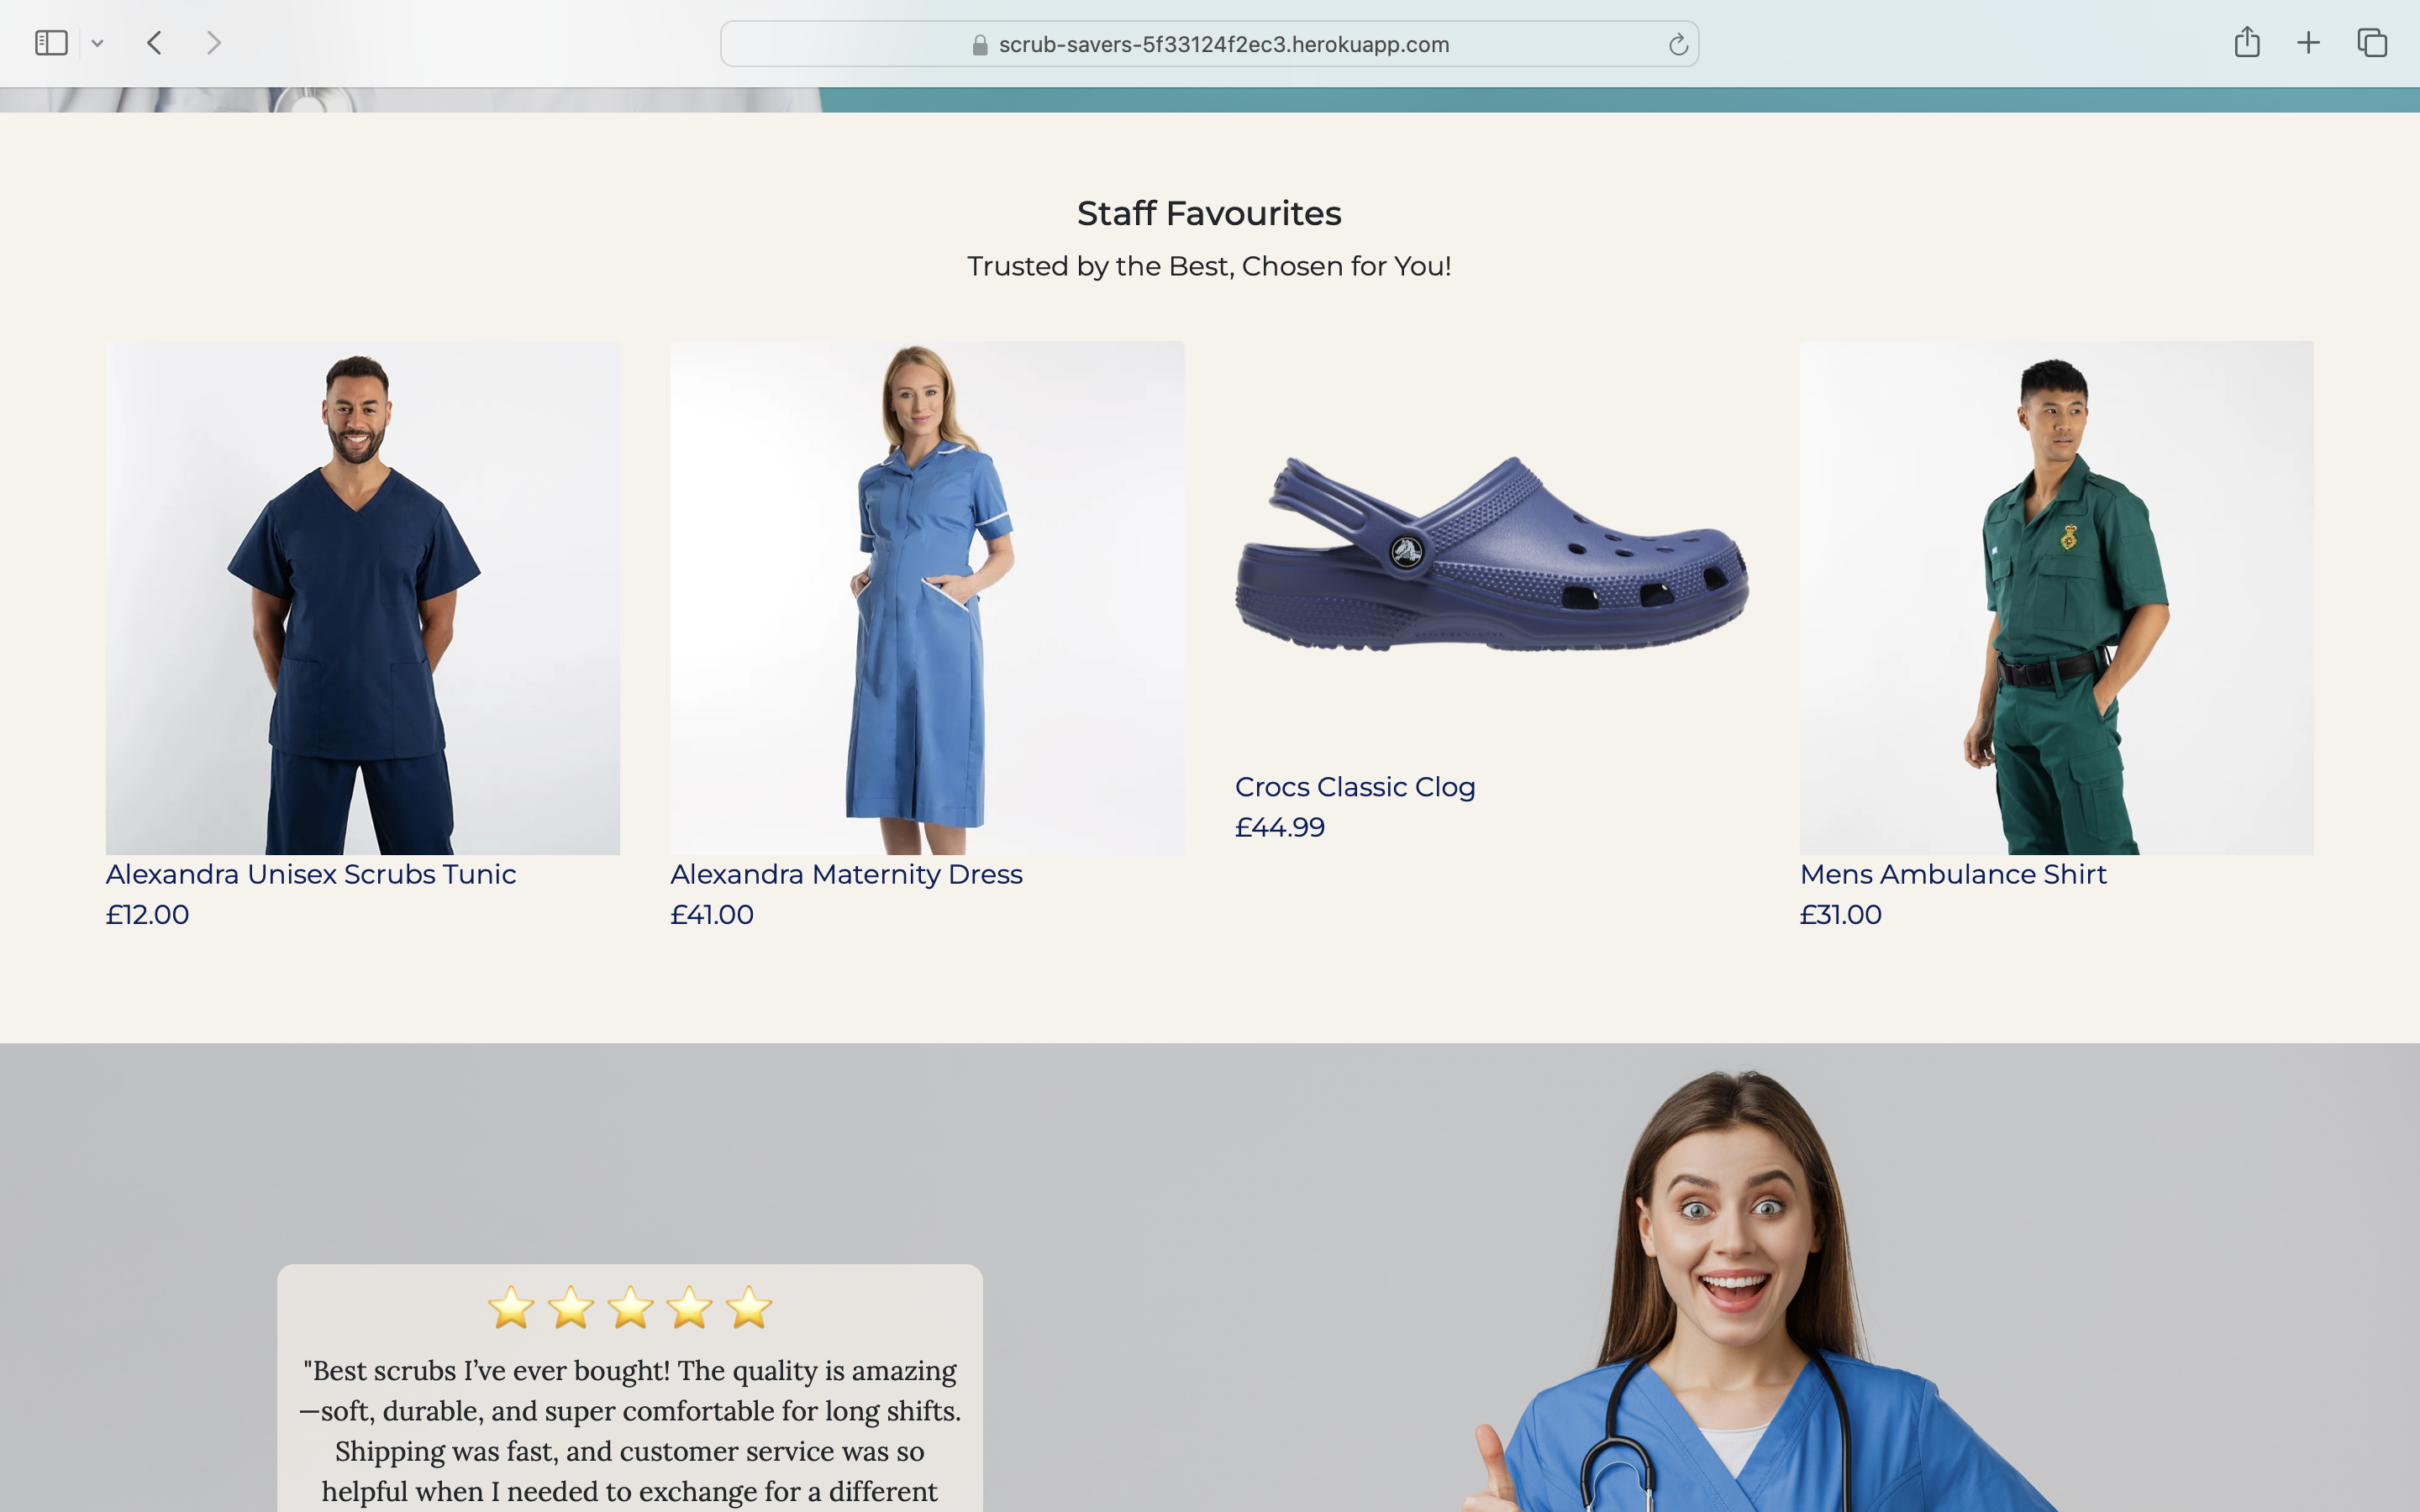 scrub-savers-5f33124f2ec3.herokuapp.com
Staff Favourites
Trusted by the Best, Chosen for You!
Alexandra Unisex Scrubs Tunic
£12.00
Alexandra Maternity Dress
£41.00
Crocs Classic Clog
£44.99
Mens Ambulance Shirt
£31.00
"Best scrubs I’ve ever bought! The quality is amazing
—soft, durable, and super comfortable for long shifts.
Shipping was fast, and customer service was so
helpful when I needed to exchange for a different